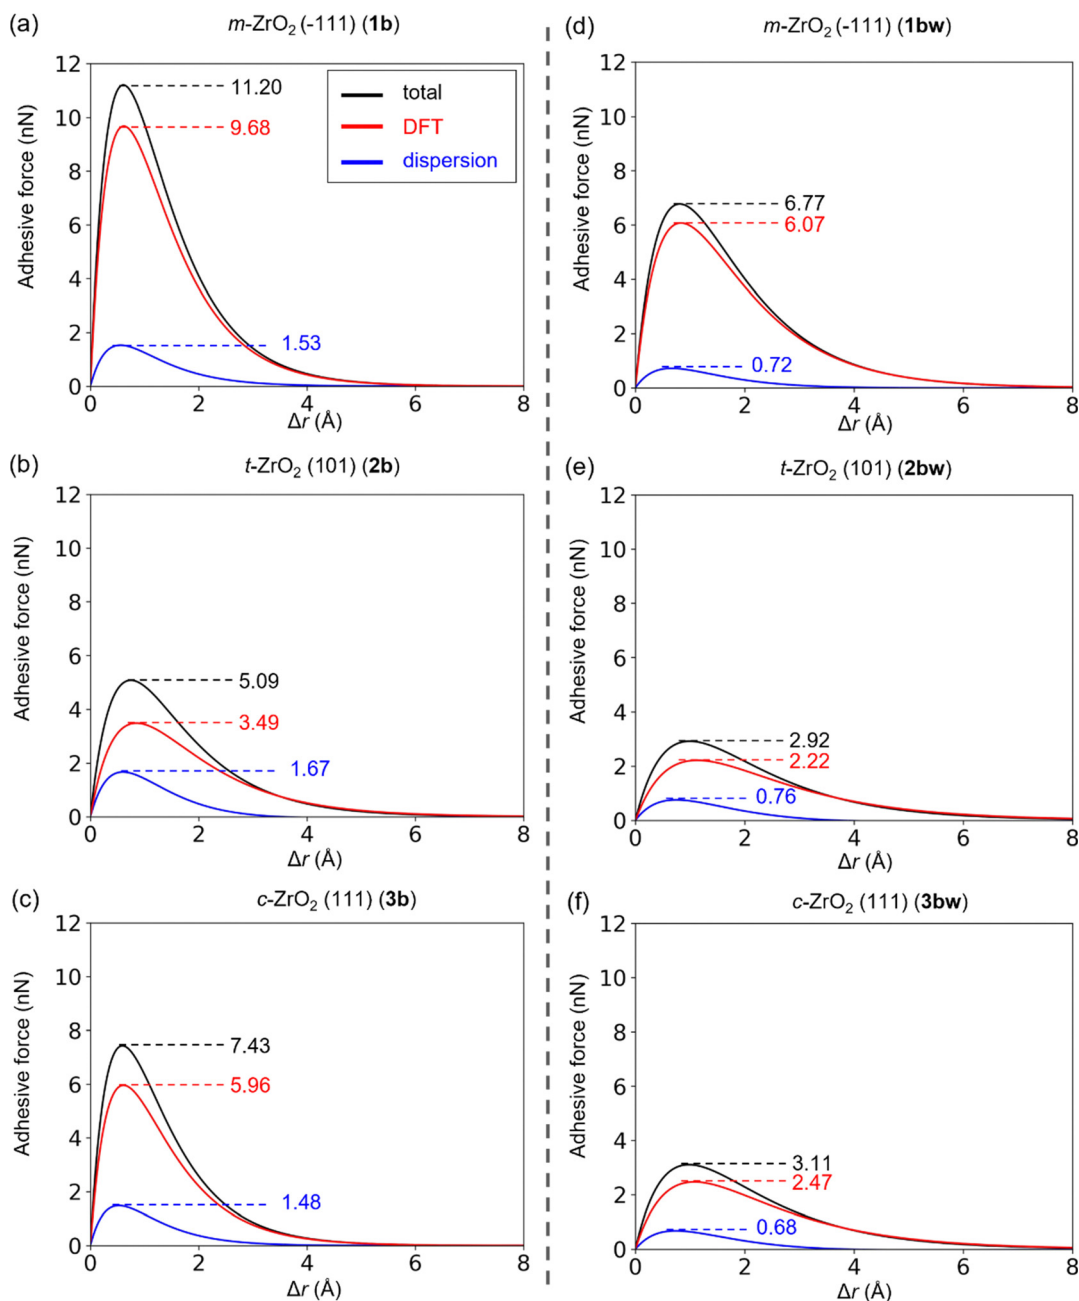 (a)
m-ZrO2 (-111) (1b)
12
10
8
6
4
2
0
Adhesive force (nN)
11.20
9.68
1.53
total
DFT
dispersion
0 2 4 6 8
Δr (Å)
(d)
m-ZrO2 (-111) (1bw)
12
10
8
6
4
2
0
Adhesive force (nN)
6.77
6.07
0.72
0 2 4 6 8
Δr (Å)
(b)
t-ZrO2 (101) (2b)
12
10
8
6
4
2
0
Adhesive force (nN)
5.09
3.49
1.67
0 2 4 6 8
Δr (Å)
(e)
t-ZrO2 (101) (2bw)
12
10
8
6
4
2
0
Adhesive force (nN)
2.92
2.22
0.76
0 2 4 6 8
Δr (Å)
(c)
c-ZrO2 (111) (3b)
12
10
8
6
4
2
0
Adhesive force (nN)
7.43
5.96
1.48
0 2 4 6 8
Δr (Å)
(f)
c-ZrO2 (111) (3bw)
12
10
8
6
4
2
0
Adhesive force (nN)
3.11
2.47
0.68
0 2 4 6 8
Δr (Å)